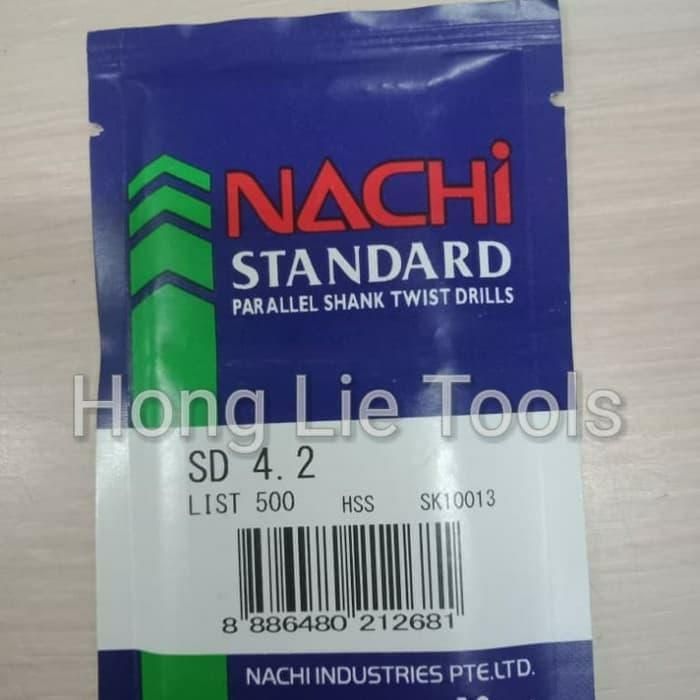 NACHi
STANDARD
PARALLEL SHANK TWIST DRILLS
Hong Lie Tools
SD 4.2
LIST 500 HSS SK10013
8 886480 212681
NACHI INDUSTRIES PTE.LTD.